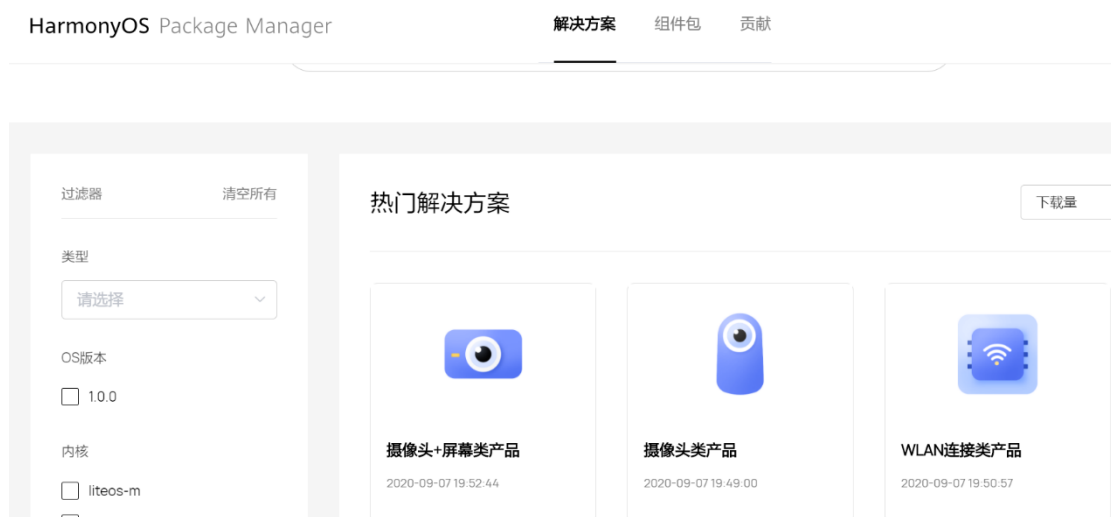 HarmonyOS Package Manager
解决方案 组件包 贡献
过滤器 清空所有
类型
请选择
OS版本
1.0.0
内核
liteos-m
热门解决方案
下载量
摄像头+屏幕类产品
2020-09-07 19:52:44
摄像头类产品
2020-09-07 19:49:00
WLAN连接类产品
2020-09-07 19:50:57